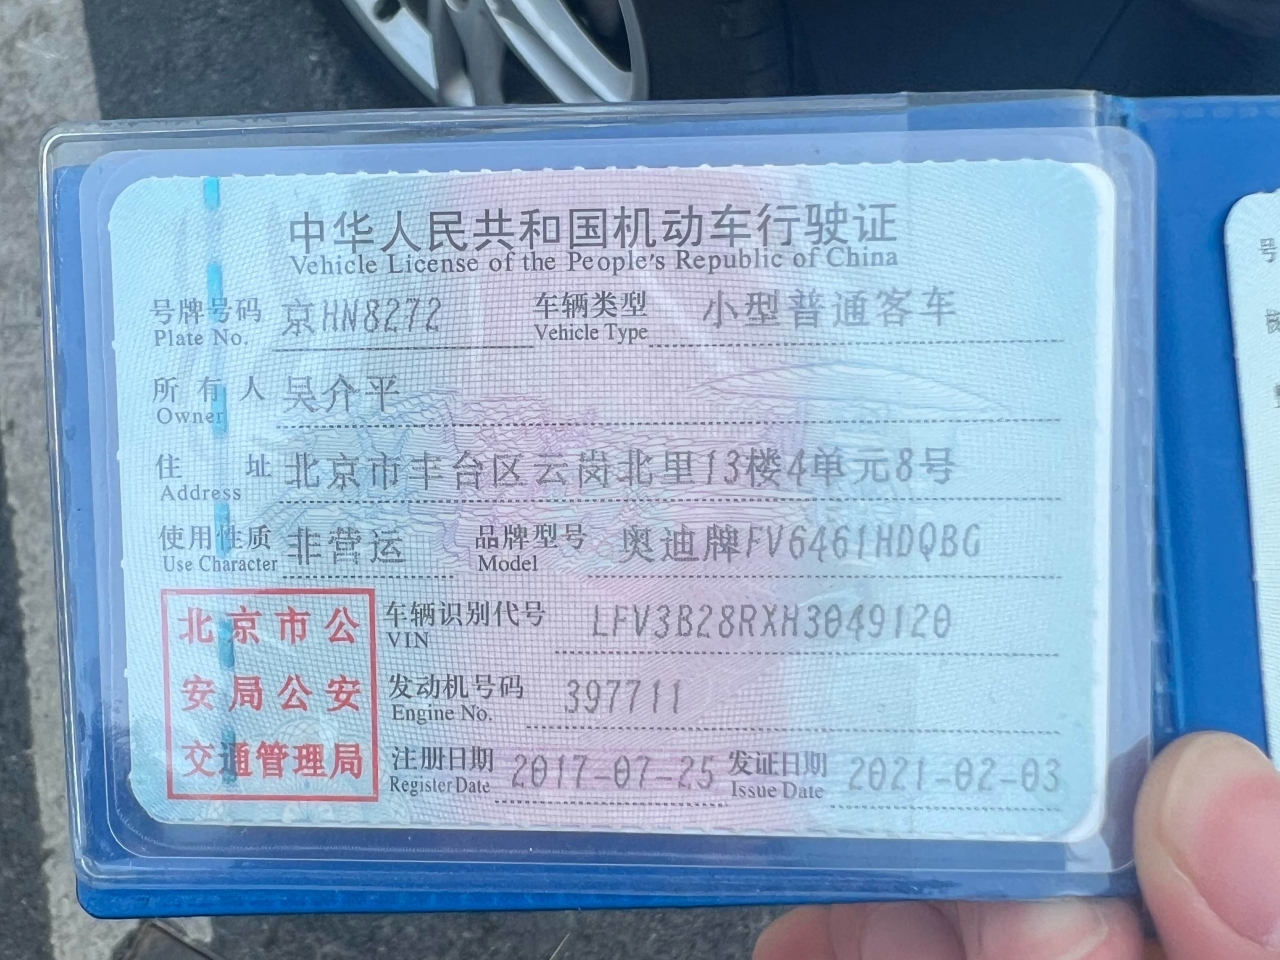 中华人民共和国机动车行驶证
Vehicle License of the People's Republic of China
号牌号码 京HN8272 车辆类型 小型普通客车
Plate No. Vehicle Type
所有人 吴介平
Owner
住址 北京市丰台区云岗北里13楼4单元8号
Address
使用性质 非营运 品牌型号 奥迪牌FV6461HDQBG
Use Character Model
北京市公
安局公安
交通管理局
车辆识别代号 LFV3B28RXH3049120
VIN
发动机号码 397711
Engine No.
注册日期 2017-07-25 发证日期 2021-02-03
Register Date Issue Date
号